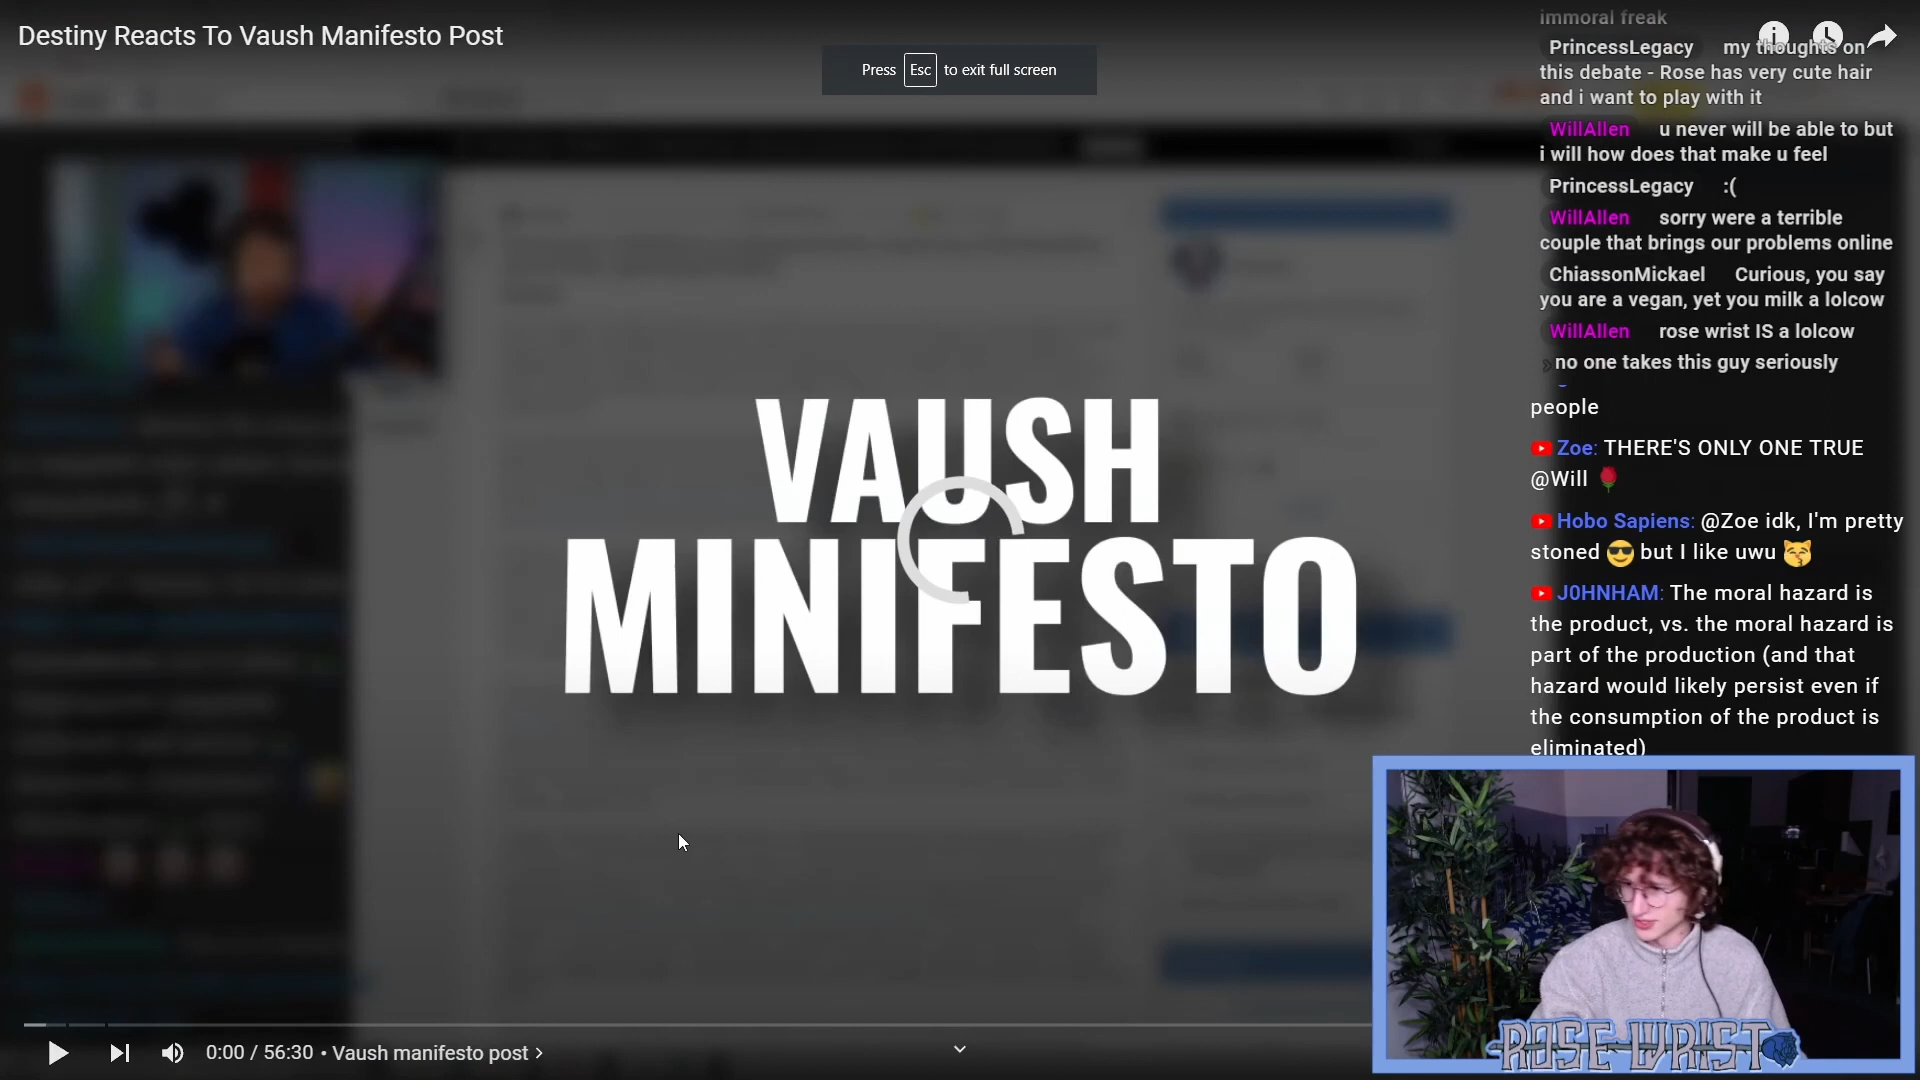 Destiny Reacts To Vaush Manifesto Post
Press Esc to exit full screen
immoral freak
PrincessLegacy my thoughts on
this debate - Rose has very cute hair
and i want to play with it
WillAllen u never will be able to but
i will how does that make u feel
PrincessLegacy :(
WillAllen sorry were a terrible
couple that brings our problems online
ChiassonMickael Curious, you say
you are a vegan, yet you milk a lolcow
WillAllen rose wrist IS a lolcow
no one takes this guy seriously
people
Zoe: THERE'S ONLY ONE TRUE
@Will 🌹
Hobo Sapiens: @Zoe idk, I'm pretty
stoned 😎 but I like uwu 😽
J0HNHAM: The moral hazard is
the product, vs. the moral hazard is
part of the production (and that
hazard would likely persist even if
the consumption of the product is
eliminated)
VAUSH
MINIFESTO
0:00 / 56:30 • Vaush manifesto post >
ROSE WRIST